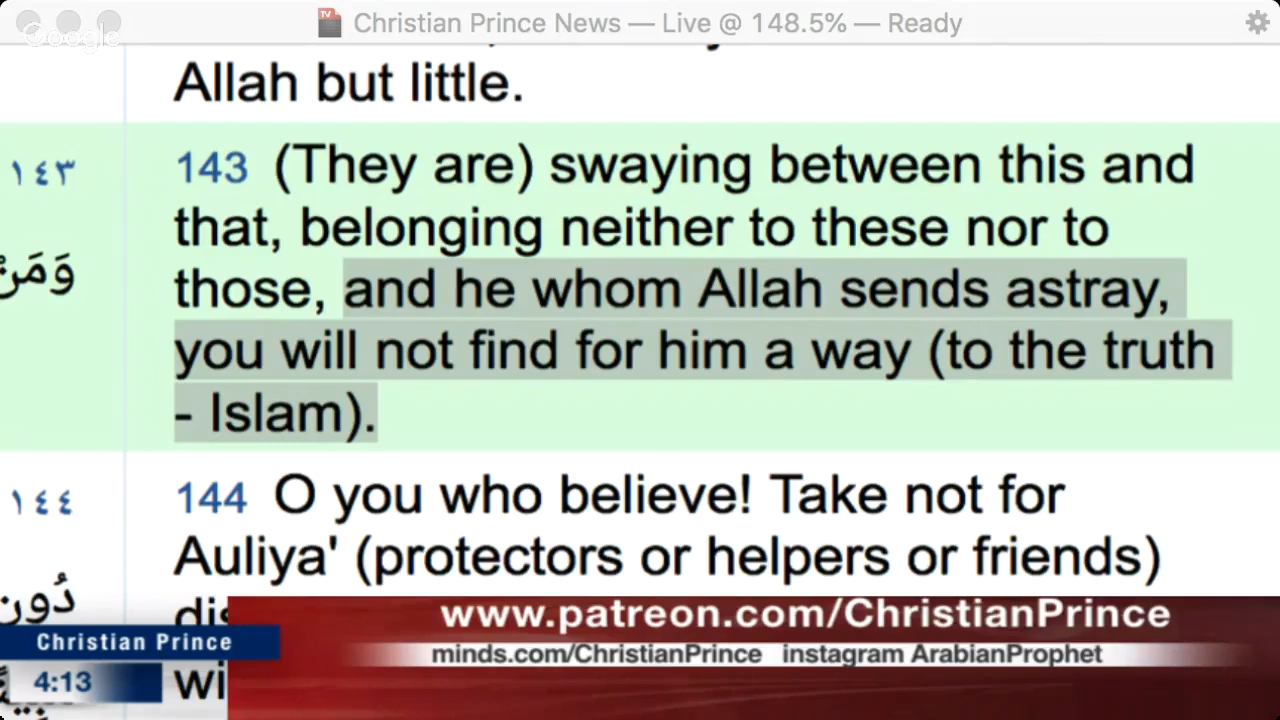 Christian Prince News — Live @ 148.5% — Ready
Google
Allah but little.
١٤٣
143 (They are) swaying between this and
that, belonging neither to these nor to
وَمَن
those, and he whom Allah sends astray,
you will not find for him a way (to the truth
- Islam).
١٤٤
144 O you who believe! Take not for
Auliya' (protectors or helpers or friends)
دُونِ
www.patreon.com/ChristianPrince
Christian Prince
minds.com/ChristianPrince instagram ArabianProphet
4:13
wi